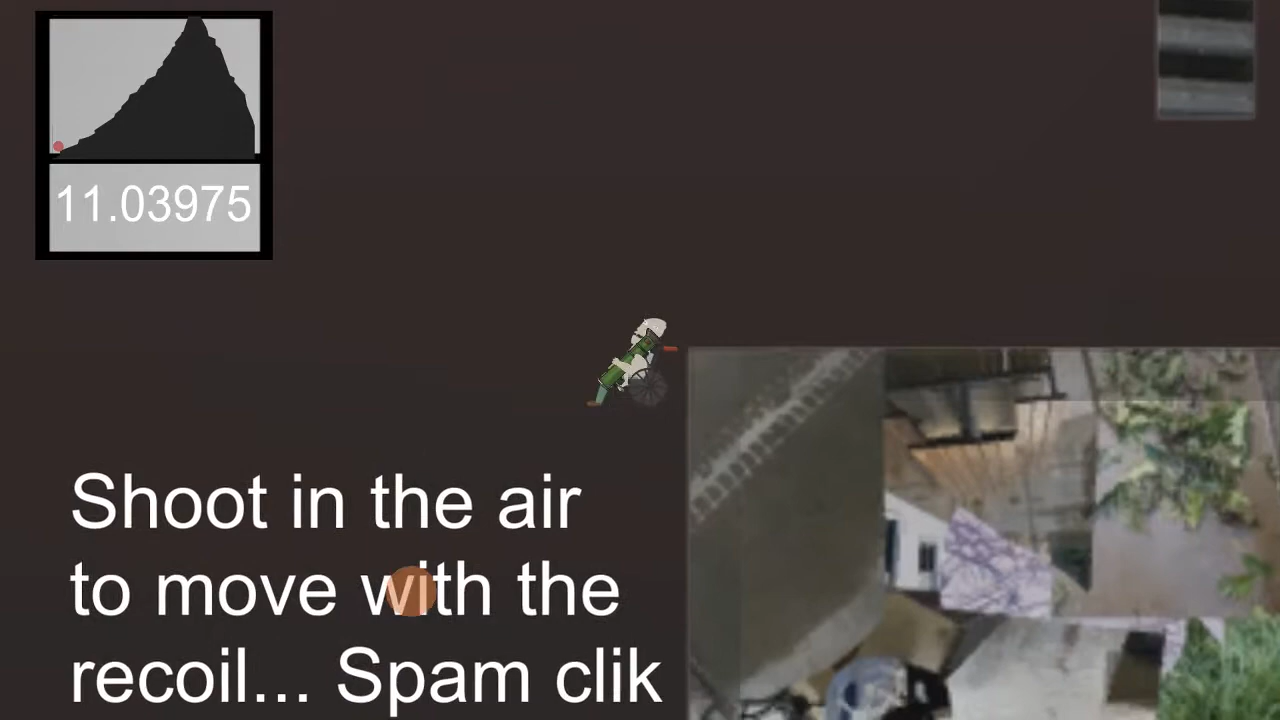 11.03975
Shoot in the air
to move with the
recoil... Spam clik